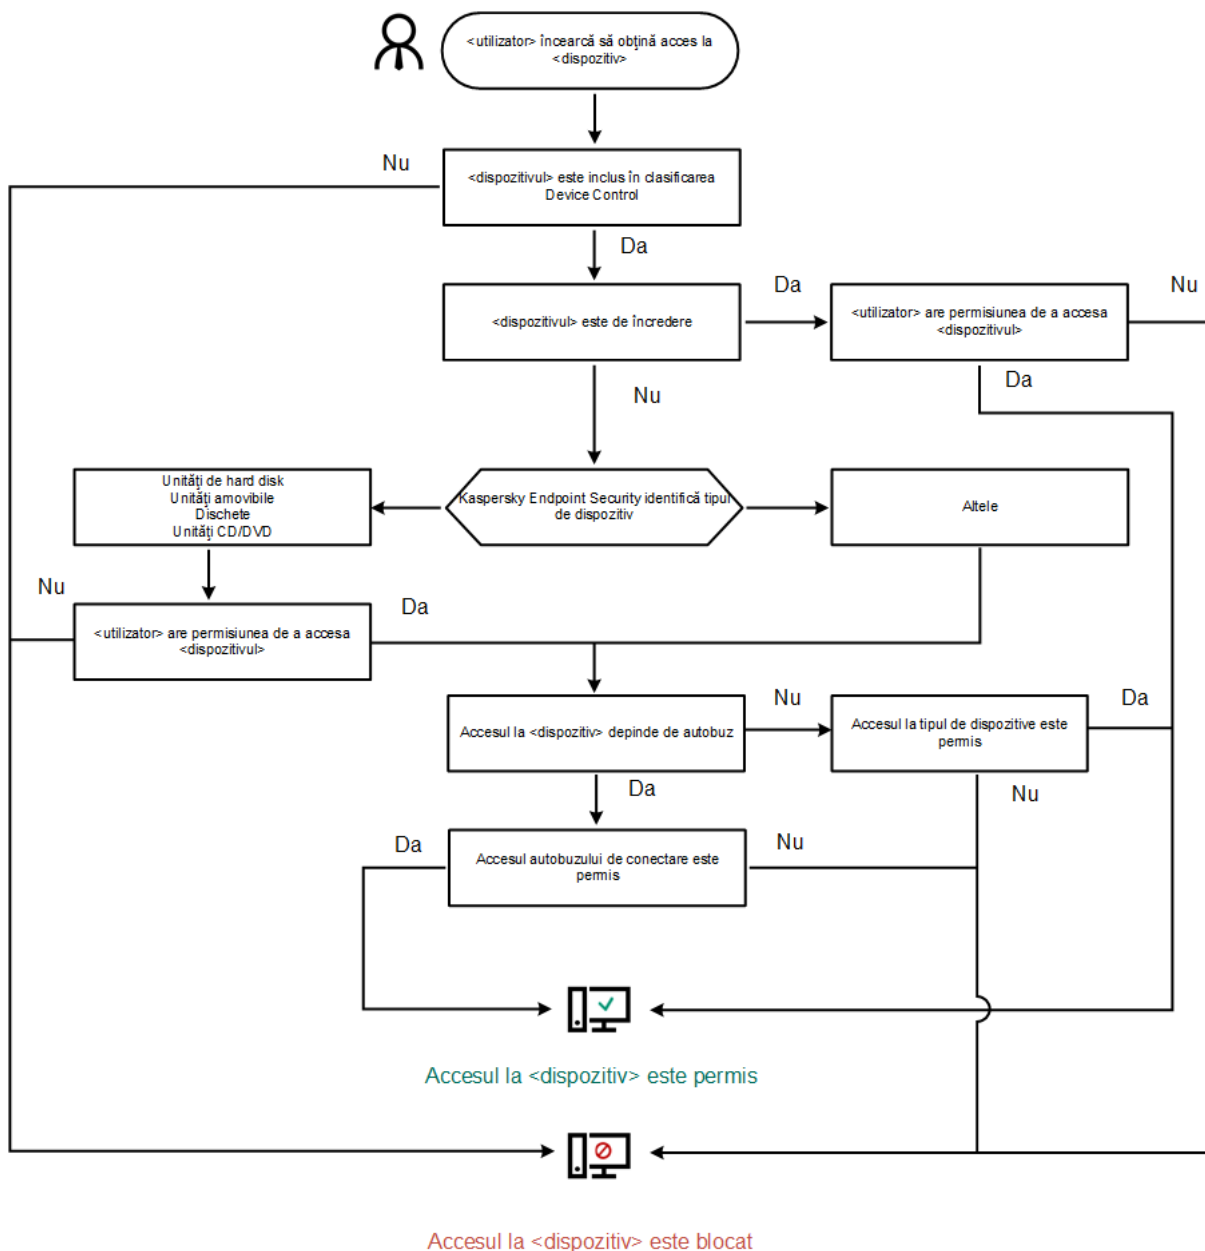 <utilizator> încearcă să obțină acces la
<dispozitiv>
Nu
<dispozitivul> este inclus în clasificarea
Device Control
Da
Da
Nu
<dispozitivul> este de încredere
<utilizator> are permisiunea de a accesa
<dispozitivul>
Nu
Da
Unități de hard disk
Unități amovibile
Dischete
Unități CD/DVD
Kaspersky Endpoint Security identifică tipul
de dispozitiv
Altele
Nu
Da
<utilizator> are permisiunea de a accesa
<dispozitivul>
Nu
Da
Accesul la <dispozitiv> depinde de autobuz
Accesul la tipul de dispozitive este
permis
Da
Nu
Da
Nu
Accesul autobuzului de conectare este
permis
Accesul la <dispozitiv> este permis
Accesul la <dispozitiv> este blocat